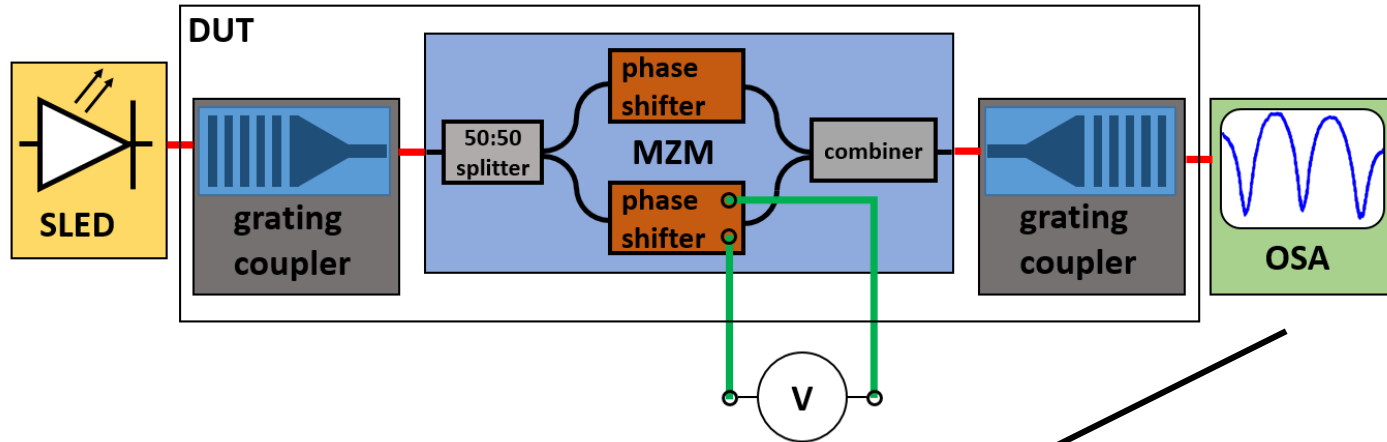 DUT
SLED
grating
coupler
50:50
splitter
phase
shifter
MZM
phase
shifter
combiner
grating
coupler
OSA
V